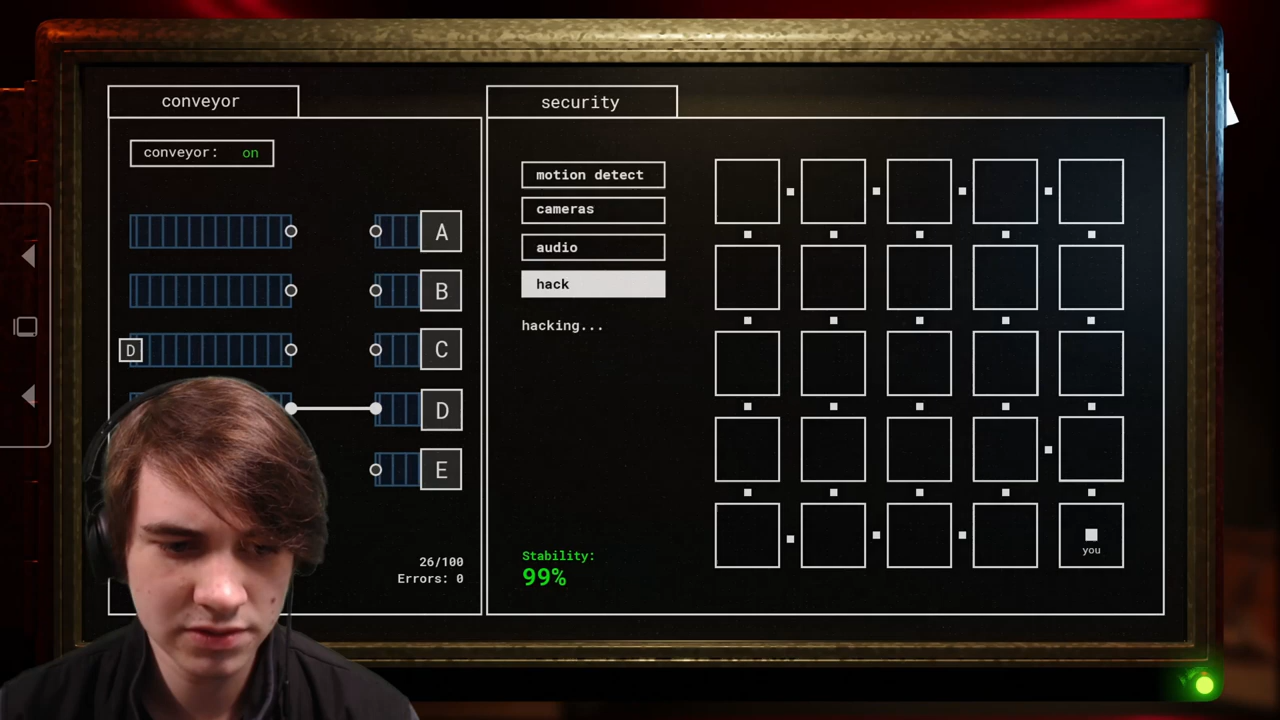 conveyor
conveyor: on
A
B
D
C
D
E
26/100
Errors: 0
security
motion detect
cameras
audio
hack
hacking...
Stability:
99%
you